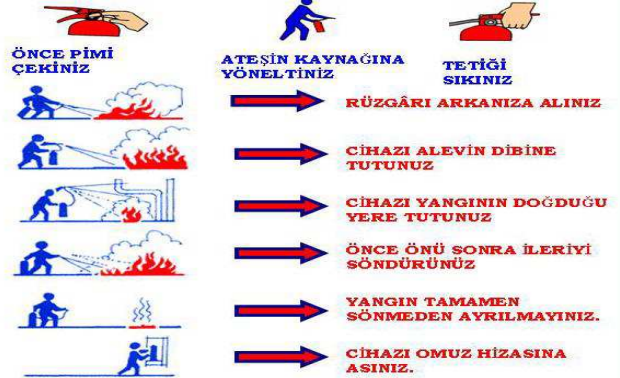 ÖNCE PİMİ
ÇEKİNİZ
ATEŞİN KAYNAĞINA
YÖNELTİNİZ
TETİĞİ
SIKINIZ
RÜZGÂRI ARKANIZA ALINIZ
CİHAZI ALEVİN DİBİNE
TUTUNUZ
CİHAZI YANGININ DOĞDUĞU
YERE TUTUNUZ
ÖNCE ÖNÜ SONRA İLERİYİ
SÖNDÜRÜNÜZ
YANGIN TAMAMEN
SÖNMEDEN AYRILMAYINIZ.
CİHAZI OMUZ HİZASINA
ASINIZ.